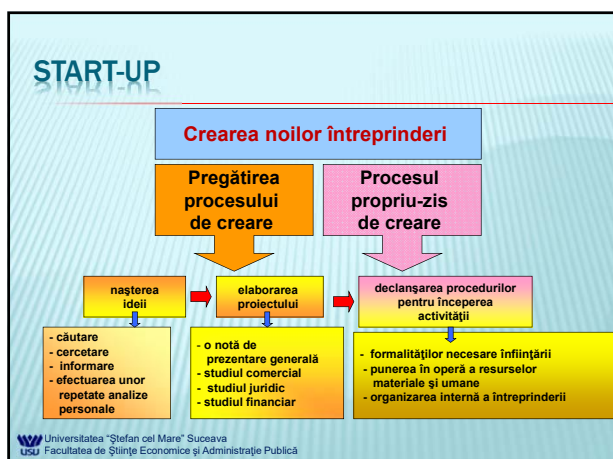 START-UP
Crearea noilor întreprinderi
Pregătirea
procesului
de creare
Procesul
propriu-zis
de creare
naşterea
ideii
elaborarea
proiectului
declanşarea procedurilor
pentru începerea
activităţii
- căutare
- cercetare
- informare
- efectuarea unor
repetate analize
personale
- o notă de
prezentare generală
- studiul comercial
- studiul juridic
- studiul financiar
- formalităţilor necesare înfiinţării
- punerea în operă a resurselor
materiale şi umane
- organizarea internă a întreprinderii
USU
Universitatea "Ştefan cel Mare" Suceava
Facultatea de Ştiinţe Economice şi Administraţie Publică